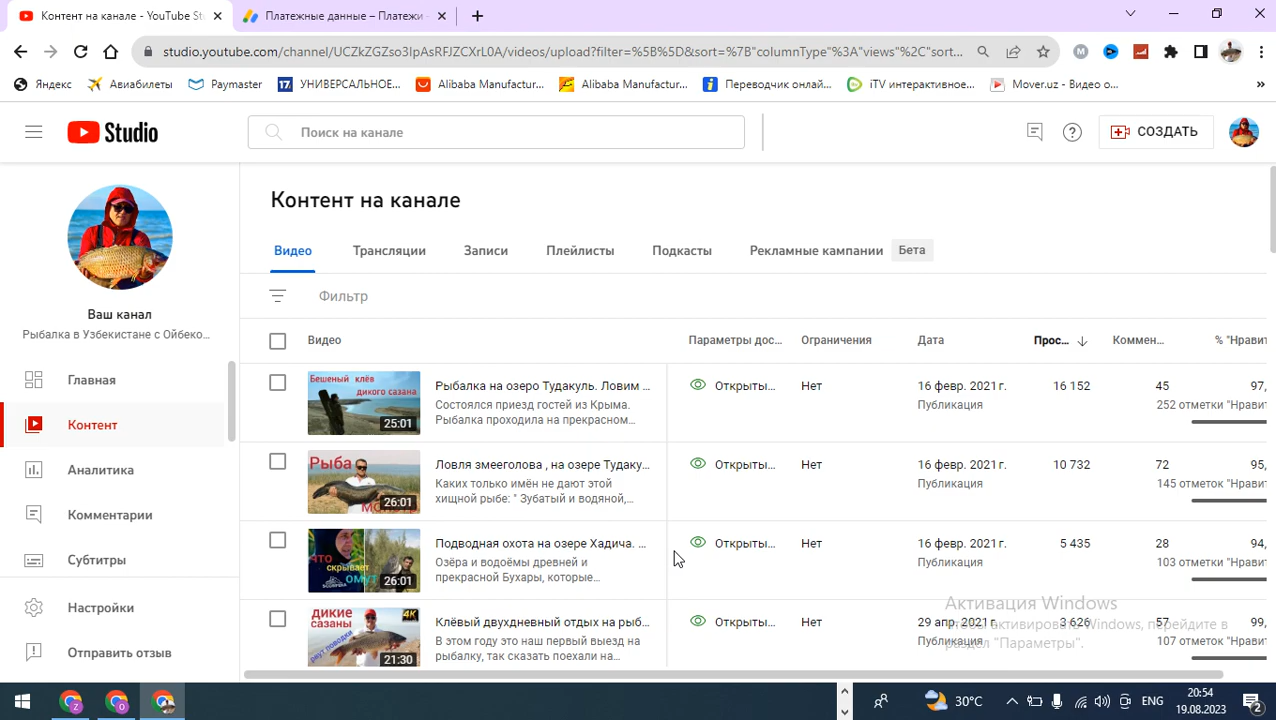 Контент на канале - YouTube St
Платежные данные – Платежи -
studio.youtube.com/channel/UCZkZGZso3IpAsRFJZCXrL0A/videos/upload?filter=%5B%5D&sort=%7B"columnType"%3A"views"%2C"sort...
Яндекс
Авиабилеты
Paymaster
17 УНИВЕРСАЛЬНОЕ...
Alibaba Manufactur...
Alibaba Manufactur...
Переводчик онлай...
iTV интерактивное...
Mover.uz - Видео о...
»
Studio
Поиск на канале
СОЗДАТЬ
Контент на канале
Видео
Трансляции
Записи
Плейлисты
Подкасты
Рекламные кампании
Бета
Фильтр
Ваш канал
Рыбалка в Узбекистане с Ойбеко...
Главная
Контент
Аналитика
Комментарии
Субтитры
Настройки
Отправить отзыв
Видео
Параметры дос...
Ограничения
Дата
Прос...
Коммен...
% "Нравит
Бешеный клёв
дикого сазана
25:01
Рыбалка на озеро Тудакуль. Ловим ...
Состоялся приезд гостей из Крыма.
Рыбалка проходила на прекрасном...
Открыты...
Нет
16 февр. 2021 г.
Публикация
16 152
45
97,
252 отметки "Нравит
Рыба
26:01
Ловля змееголова , на озере Тудаку...
Каких только имён не дают этой
хищной рыбе: " Зубатый и водяной,...
Открыты...
Нет
16 февр. 2021 г.
Публикация
10 732
72
95,
145 отметок "Нравит
что
скрывает
омут
26:01
Подводная охота на озере Хадича. ...
Озёра и водоёмы древней и
прекрасной Бухары, которые...
Открыты...
Нет
16 февр. 2021 г.
Публикация
5 435
28
94,
103 отметки "Нравит
дикие
сазаны
рвут поводки
4K
21:30
Клёвый двухдневный отдых на рыб...
В этом году это наш первый выезд на
рыбалку, так сказать поехали на...
Открыты...
Нет
29 апр. 2021 г.
Публикация
3 626
57
99,
107 отметок "Нравит
Активация Windows
Чтобы активировать Windows, перейдите в
раздел "Параметры".
30°C
ENG
20:54
19.08.2023
2